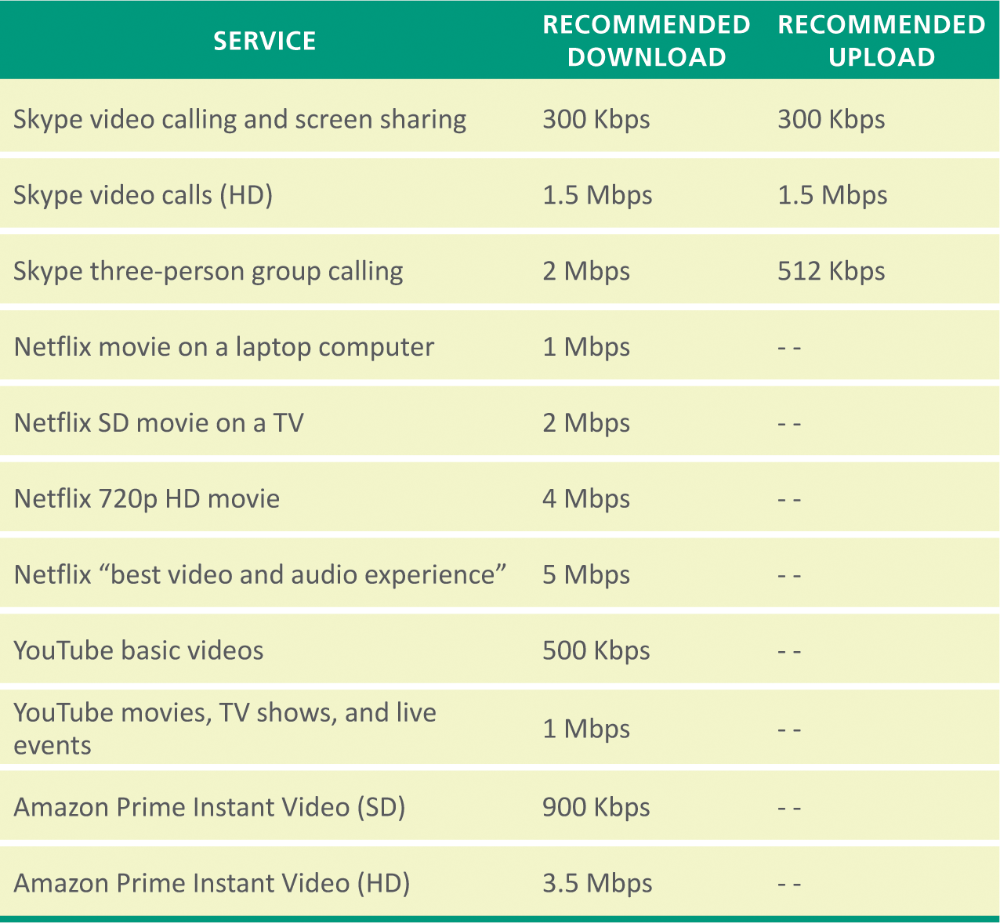 SERVICE RECOMMENDED DOWNLOAD RECOMMENDED UPLOAD
Skype video calling and screen sharing 300 Kbps 300 Kbps
Skype video calls (HD) 1.5 Mbps 1.5 Mbps
Skype three-person group calling 2 Mbps 512 Kbps
Netflix movie on a laptop computer 1 Mbps - -
Netflix SD movie on a TV 2 Mbps - -
Netflix 720p HD movie 4 Mbps - -
Netflix “best video and audio experience” 5 Mbps - -
YouTube basic videos 500 Kbps - -
YouTube movies, TV shows, and live
events 1 Mbps - -
Amazon Prime Instant Video (SD) 900 Kbps - -
Amazon Prime Instant Video (HD) 3.5 Mbps - -